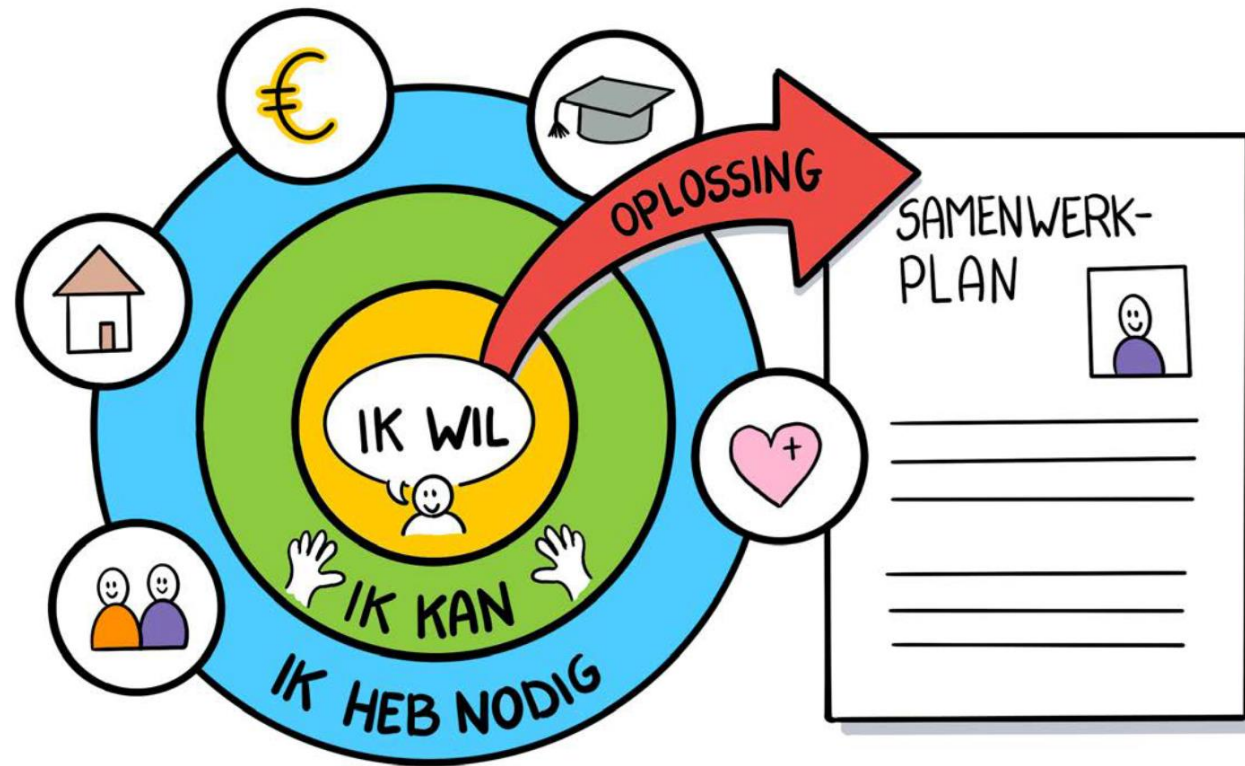 €
OPLOSSING
SAMENWERK-
PLAN
IK WIL
IK KAN
IK HEB NODIG